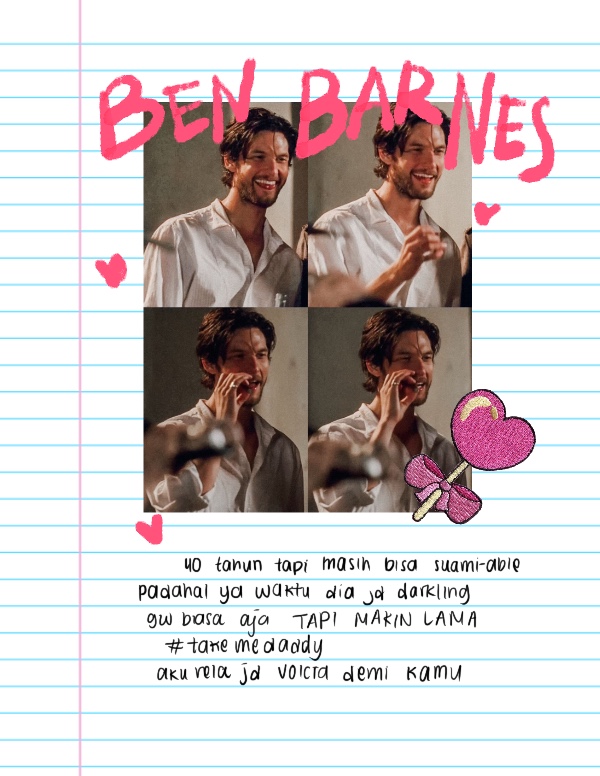 BEN BARNES
40 tahun tapi masih bisa suami-able
padahal ya waktu dia jd darkling
gw biasa aja TAPI MAKIN LAMA
#take me daddy
aku rela jd volcra demi kamu